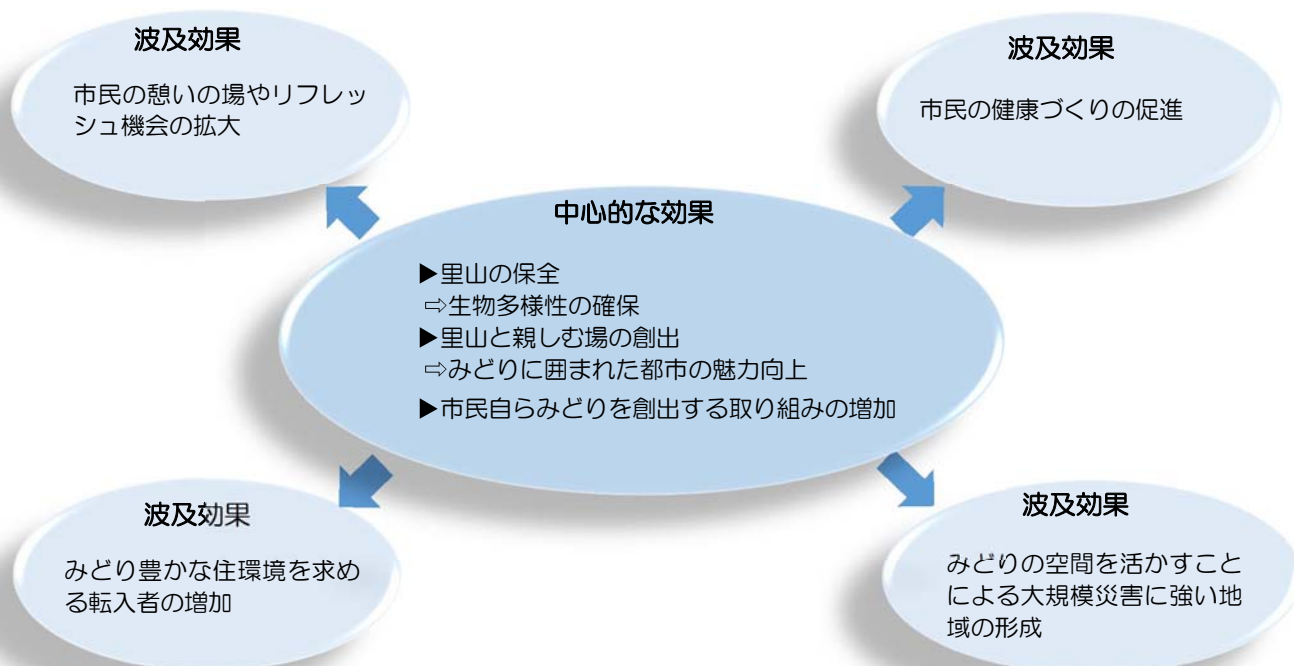 波及効果
市民の憩いの場やリフレッ
シュ機会の拡大
波及効果
市民の健康づくりの促進
中心的な効果
▶里山の保全
⇨生物多様性の確保
▶里山と親しむ場の創出
⇨みどりに囲まれた都市の魅力向上
▶市民自らみどりを創出する取り組みの増加
波及効果
みどり豊かな住環境を求め
る転入者の増加
波及効果
みどりの空間を活かすこと
による大規模災害に強い地
域の形成